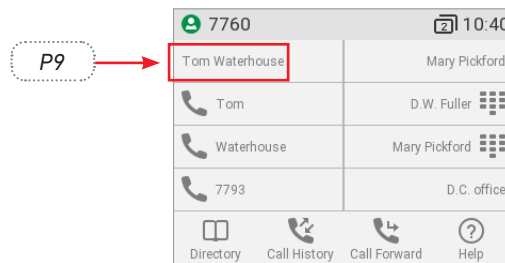 7760 2 10:40
P9
Tom Waterhouse Mary Pickford
Tom D.W. Fuller
Waterhouse Mary Pickford
7793 D.C. office
Directory Call History Call Forward ? Help